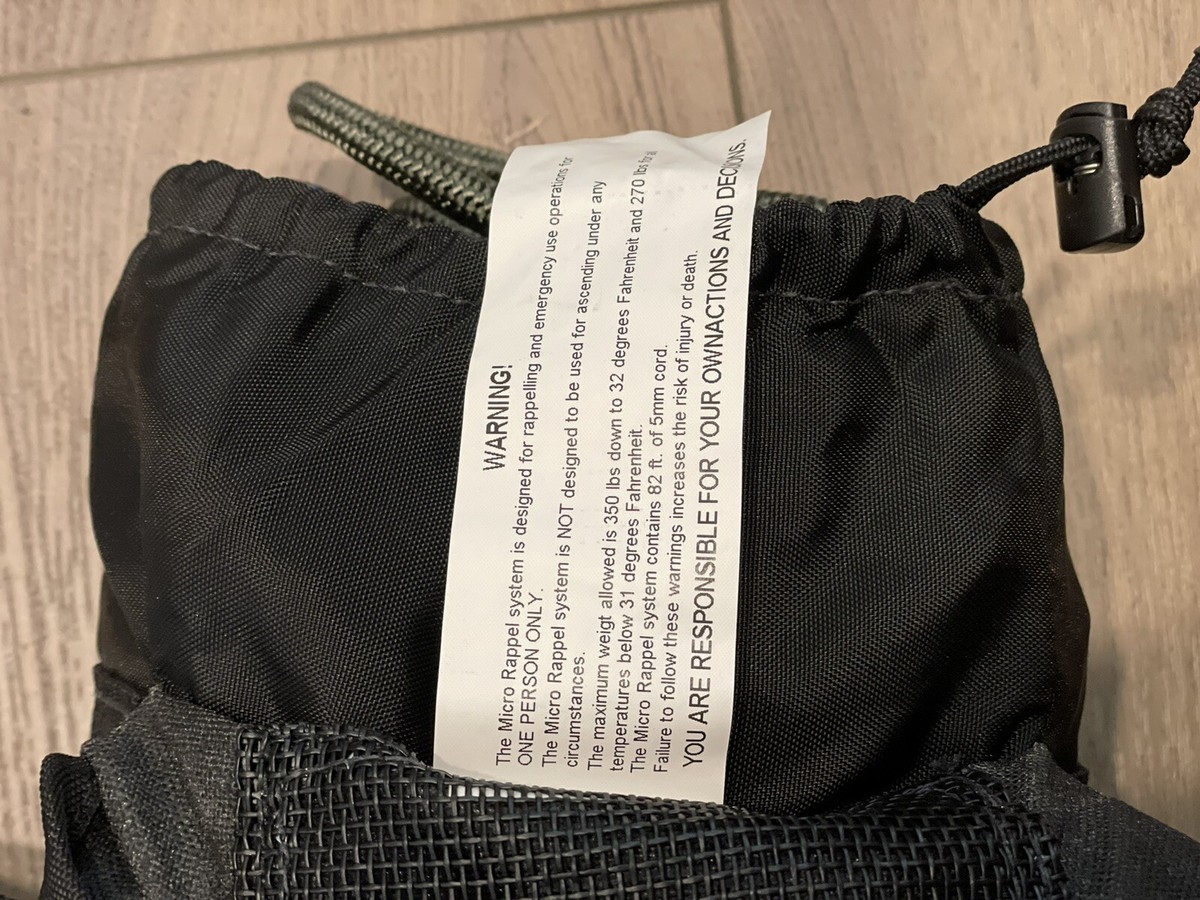 WARNING!
The Micro Rappel system is designed for rappelling and emergency use operations for
ONE PERSON ONLY.
The Micro Rappel system is NOT designed to be used for ascending under any
circumstances.
The maximum weigt allowed is 350 lbs down to 32 degrees Fahrenheit and 270 lbs for all
temperatures below 31 degrees Fahrenheit.
The Micro Rappel system contains 82 ft. of 5mm cord.
Failure to follow these warnings increases the risk of injury or death.
YOU ARE RESPONSIBLE FOR YOUR OWNACTIONS AND DECIONS.